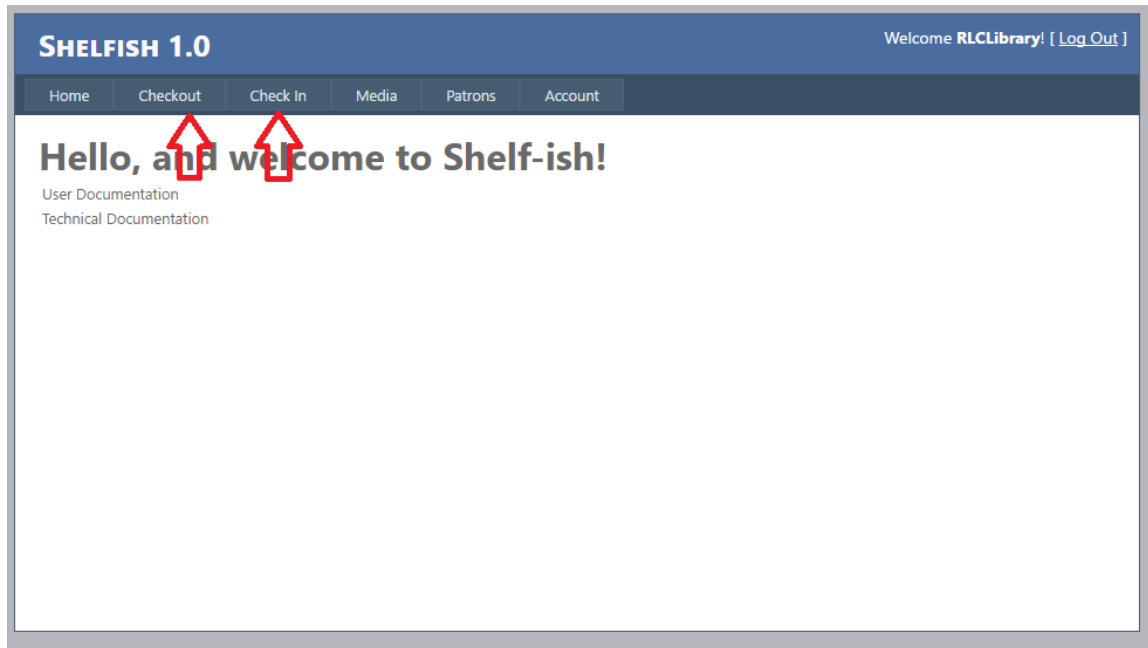 SHELFISH 1.0
Welcome RLCLibrary! [ Log Out ]
Home Checkout Check In Media Patrons Account
Hello, and welcome to Shelf-ish!
User Documentation
Technical Documentation